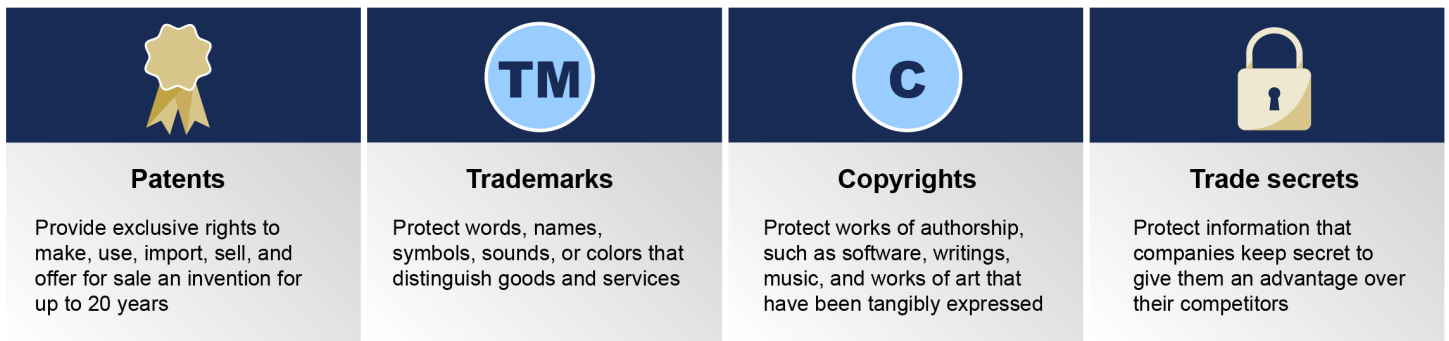 TM
C
Patents
Provide exclusive rights to
make, use, import, sell, and
offer for sale an invention for
up to 20 years
Trademarks
Protect words, names,
symbols, sounds, or colors that
distinguish goods and services
Copyrights
Protect works of authorship,
such as software, writings,
music, and works of art that
have been tangibly expressed
Trade secrets
Protect information that
companies keep secret to
give them an advantage over
their competitors